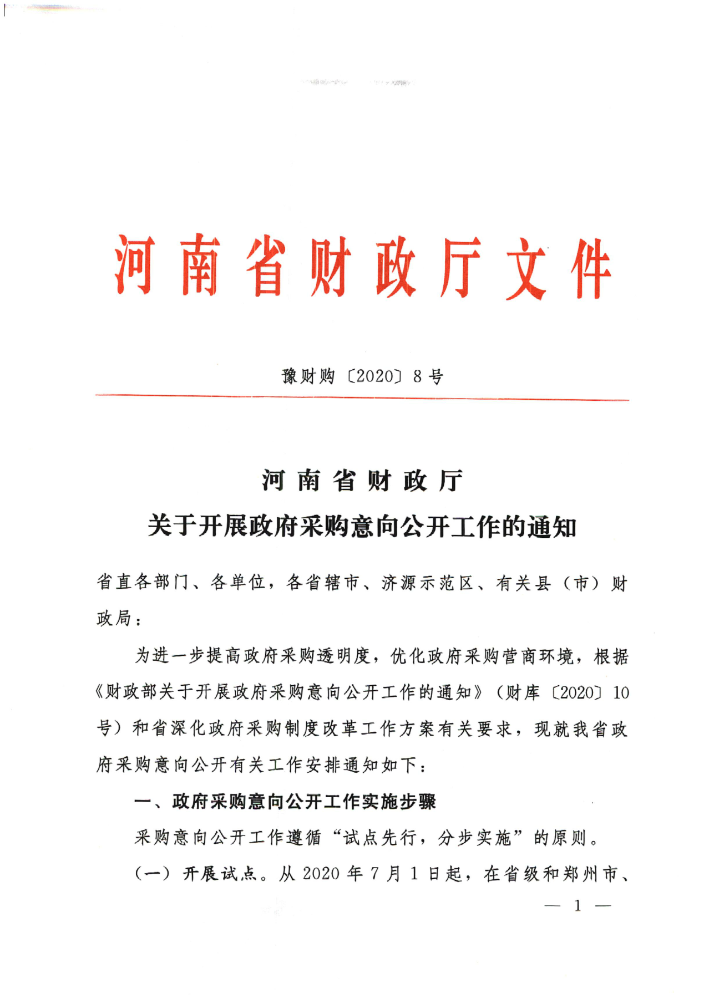 河南省财政厅文件
豫财购〔2020〕8号
河南省财政厅
关于开展政府采购意向公开工作的通知
省直各部门、各单位，各省辖市、济源示范区、有关县（市）财
政局：
为进一步提高政府采购透明度，优化政府采购营商环境，根据
《财政部关于开展政府采购意向公开工作的通知》（财库〔2020〕10
号）和省深化政府采购制度改革工作方案有关要求，现就我省政
府采购意向公开有关工作安排通知如下：
一、政府采购意向公开工作实施步骤
采购意向公开工作遵循“试点先行，分步实施”的原则。
（一）开展试点。从2020年7月1日起，在省级和郑州市、
— 1 —